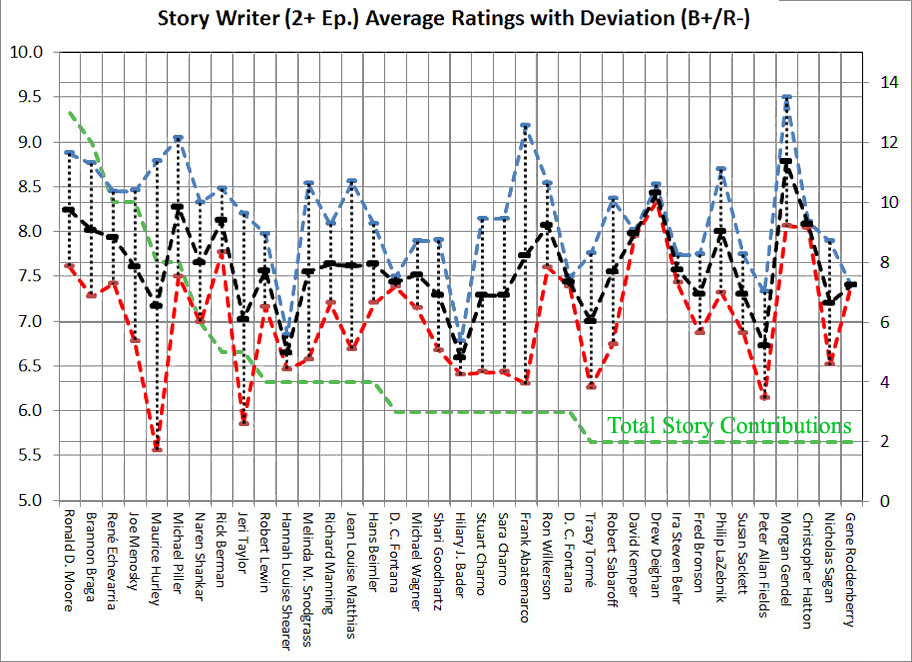 Story Writer (2+ Ep.) Average Ratings with Deviation (B+/R-)
10.0
9.5
9.0
8.5
8.0
7.5
7.0
6.5
6.0
5.5
5.0
14
12
10
8
6
4
2
0
Total Story Contributions
Ronald D. Moore
Brannon Braga
René Echevarria
Joe Menosky
Maurice Hurley
Michael Piller
Naren Shankar
Rick Berman
Jeri Taylor
Robert Lewin
Hannah Louise Shearer
Melinda M. Snodgrass
Richard Manning
Jean Louise Matthias
Hans Beimler
D. C. Fontana
Michael Wagner
Shari Goodhartz
Hilary J. Bader
Stuart Charno
Sara Charno
Frank Abatemarco
Ron Wilkerson
D. C. Fontana
Tracy Tormé
Robert Sabaroff
David Kemper
Drew Deighan
Ira Steven Behr
Fred Bronson
Philip LaZebnik
Susan Sackett
Peter Allan Fields
Morgan Gendel
Christopher Hatton
Nicholas Sagan
Gene Roddenberry